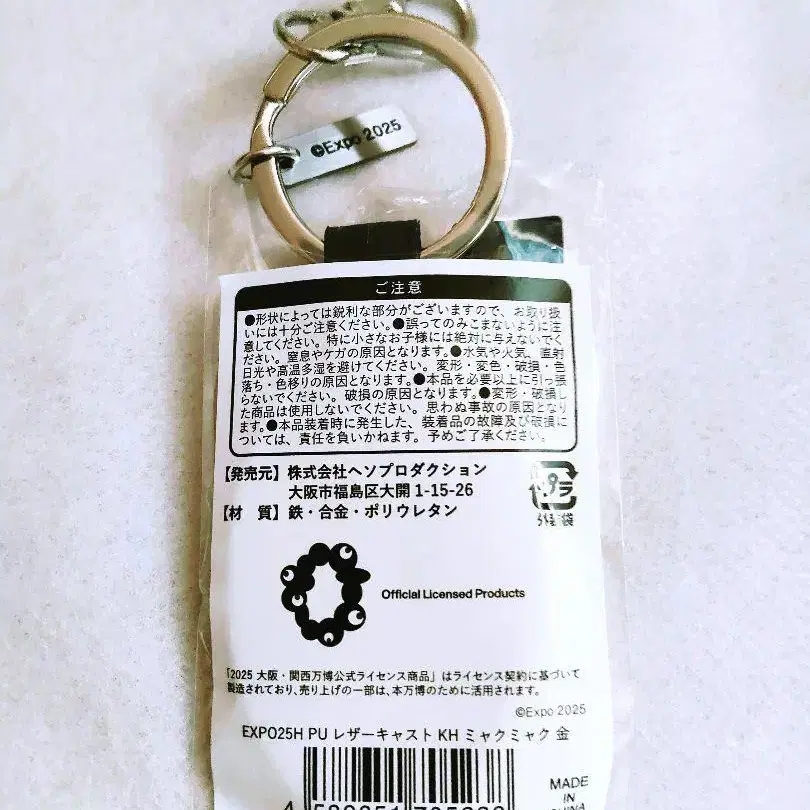 ©Expo 2025
ご注意
●形状によっては鋭利な部分がございますので、お取り扱
いには十分ご注意ください。●誤ってのみこまないように注
意してください。特に小さなお子様には絶対に与えないでく
ださい。窒息やケガの原因となります。●水気や火気、直射
日光や高温多湿を避けてください。変形・変色・破損・色
落ち・色移りの原因となります。●本品を必要以上に引っ張
らないでください。破損の原因となります。●変形・破損し
た商品は使用しないでください。思わぬ事故の原因となり
ます。●本品装着時に発生した、装着品の故障及び破損に
ついては、責任を負いかねます。予めご了承ください。
【発売元】株式会社ヘソプロダクション
大阪市福島区大開 1-15-26
【材　質】鉄・合金・ポリウレタン
プラ
外装・袋
Official Licensed Products
「2025 大阪・関西万博公式ライセンス商品」はライセンス契約に基づいて
製造されており、売り上げの一部は、本万博のために活用されます。
©Expo 2025
EXPO25H PU レザーキャスト KH ミャクミャク 金
MADE
IN
CHINA